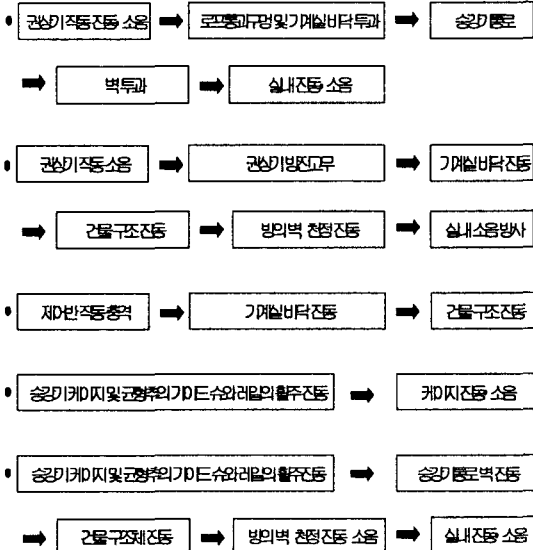 • 권상기작동진동 소음 ➡ 로프통과구멍및기계실바닥투과 ➡ 승강기통로
➡ 벽투과 ➡ 실내진동 소음
• 권상기작동소음 ➡ 권상기방진고무 ➡ 기계실바닥진동
➡ 건물구조진동 ➡ 방의벽 천정진동 ➡ 실내소음방사
• 제어반작동충격 ➡ 기계실바닥진동 ➡ 건물구조진동
• 승강기케이지및균형추의가이드슈와레일의활주진동 ➡ 케이지진동 소음
• 승강기케이지및균형추의가이드슈와레일의활주진동 ➡ 승강기통로벽진동
➡ 건물구조체진동 ➡ 방의벽 천정진동 소음 ➡ 실내진동 소음